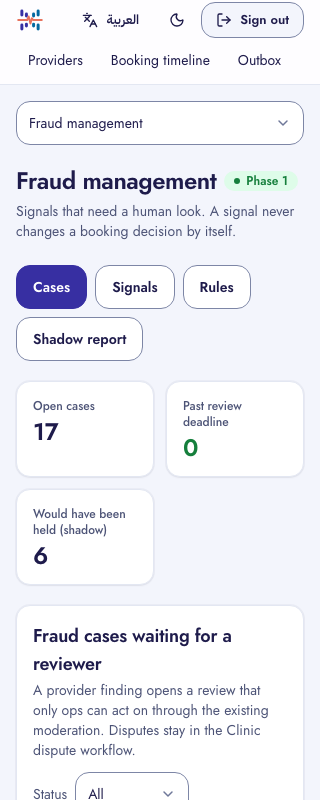 العربية
Sign out
Providers
Booking timeline
Outbox
Fraud management
Fraud management
Phase 1
Signals that need a human look. A signal never
changes a booking decision by itself.
Cases
Signals
Rules
Shadow report
Open cases
17
Past review
deadline
0
Would have been
held (shadow)
6
Fraud cases waiting for a
reviewer
A provider finding opens a review that
only ops can act on through the existing
moderation. Disputes stay in the Clinic
dispute workflow.
Status
All